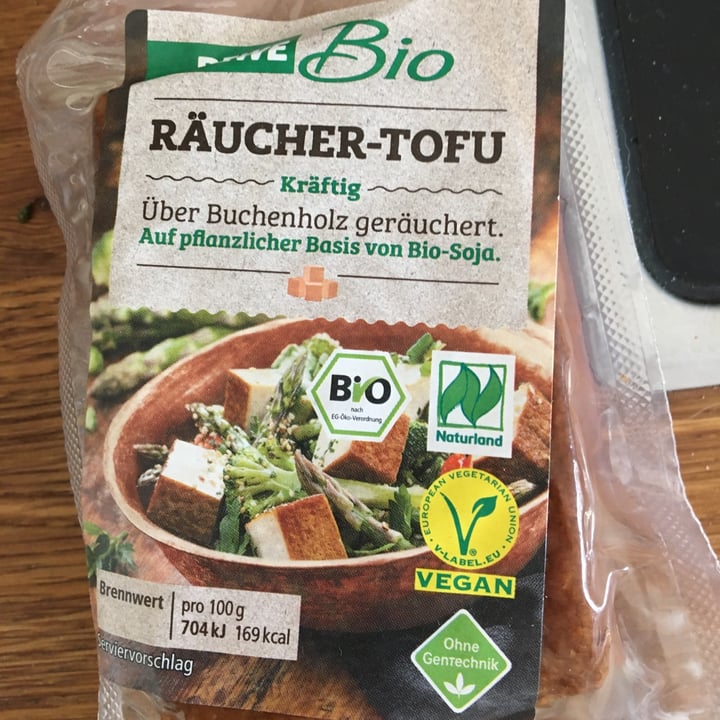 Bio
RÄUCHER-TOFU
Kräftig
Über Buchenholz geräuchert.
Auf pflanzlicher Basis von Bio-Soja.
BiO
nach
EG-Öko-Verordnung
Naturland
EUROPEAN VEGETARIAN UNION
V-LABEL.EU
VEGAN
Brennwert
pro 100 g
704 kJ 169 kcal
Serviervorschlag
Ohne
GenTechnik